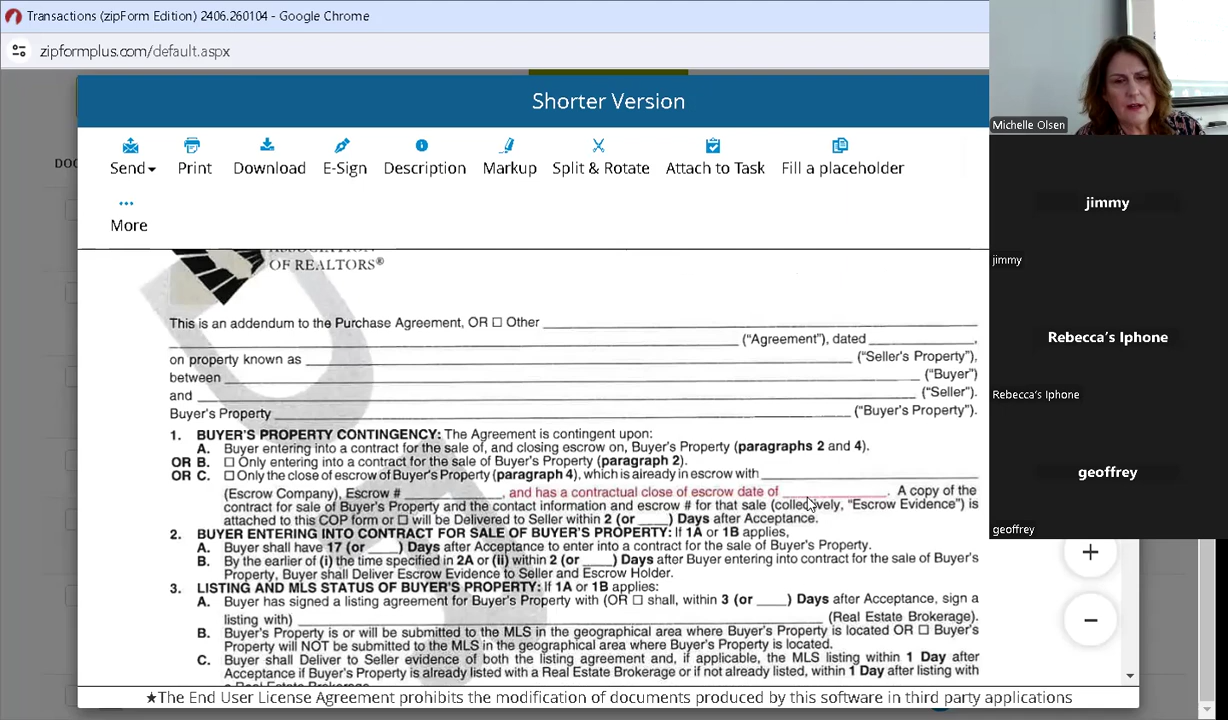 Transactions (zipForm Edition) 2406.260104 - Google Chrome
zipformplus.com/default.aspx
Shorter Version
Send Print Download E-Sign Description Markup Split & Rotate Attach to Task Fill a placeholder
More
OF REALTORS®
This is an addendum to the Purchase Agreement, OR ☐ Other
("Agreement"), dated ,
on property known as ("Seller's Property"),
between ("Buyer")
and ("Seller").
Buyer's Property ("Buyer's Property").
1. BUYER'S PROPERTY CONTINGENCY: The Agreement is contingent upon:
A. Buyer entering into a contract for the sale of, and closing escrow on, Buyer's Property (paragraphs 2 and 4).
OR B. ☐ Only entering into a contract for the sale of Buyer's Property (paragraph 2).
OR C. ☐ Only the close of escrow of Buyer's Property (paragraph 4), which is already in escrow with
(Escrow Company), Escrow # , and has a contractual close of escrow date of . A copy of the
contract for sale of Buyer's Property and the contact information and escrow # for that sale (collectively, "Escrow Evidence") is
attached to this COP form or ☐ will be Delivered to Seller within 2 (or ____) Days after Acceptance.
2. BUYER ENTERING INTO CONTRACT FOR SALE OF BUYER'S PROPERTY: If 1A or 1B applies,
A. Buyer shall have 17 (or ____) Days after Acceptance to enter into a contract for the sale of Buyer's Property.
B. By the earlier of (i) the time specified in 2A or (ii) within 2 (or ____) Days after Buyer entering into contract for the sale of Buyer's
Property, Buyer shall Deliver Escrow Evidence to Seller and Escrow Holder.
3. LISTING AND MLS STATUS OF BUYER'S PROPERTY: If 1A or 1B applies:
A. Buyer has signed a listing agreement for Buyer's Property with (OR ☐ shall, within 3 (or ____) Days after Acceptance, sign a
listing with) (Real Estate Brokerage).
B. Buyer's Property is or will be submitted to the MLS in the geographical area where Buyer's Property is located OR ☐ Buyer's
Property will NOT be submitted to the MLS in the geographical area where Buyer's Property is located.
C. Buyer shall Deliver to Seller evidence of both the listing agreement and, if applicable, the MLS listing within 1 Day after
Acceptance if Buyer's Property is already listed with a Real Estate Brokerage or if not already listed, within 1 Day after listing with
★The End User License Agreement prohibits the modification of documents produced by this software in third party applications
Michelle Olsen
jimmy
jimmy
Rebecca's Iphone
Rebecca's Iphone
geoffrey
geoffrey